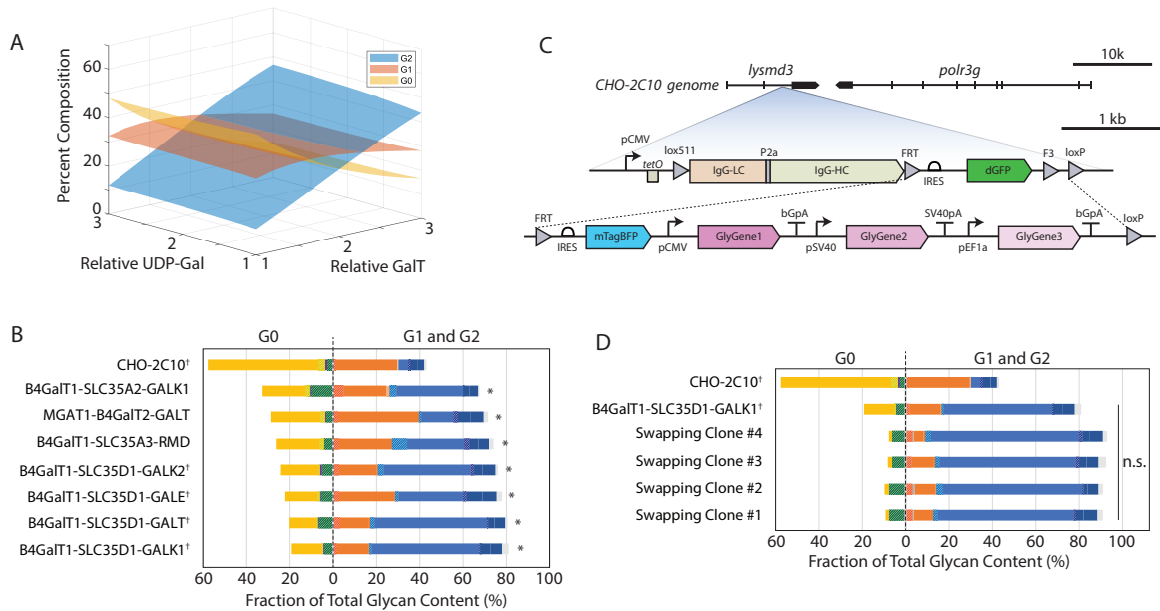 A
60
40
20
0
3
2
1
1
2
3
Percent Composition
Relative UDP-Gal
Relative GalT
G2
G1
G0
B
G0
G1 and G2
CHO-2C10†
B4GalT1-SLC35A2-GALK1
*
MGAT1-B4GalT2-GALT
*
B4GalT1-SLC35A3-RMD
*
B4GalT1-SLC35D1-GALK2†
*
B4GalT1-SLC35D1-GALE†
*
B4GalT1-SLC35D1-GALT†
*
B4GalT1-SLC35D1-GALK1†
*
60 40 20 0 20 40 60 80 100
Fraction of Total Glycan Content (%)
C
10k
lysmd3
polr3g
CHO-2C10 genome
1 kb
pCMV
tetO
lox511
P2a
IgG-LC
IgG-HC
FRT
IRES
dGFP
F3
loxP
FRT
IRES
mTagBFP
pCMV
GlyGene1
bGpA
pSV40
GlyGene2
SV40pA
pEF1a
GlyGene3
bGpA
loxP
D
G0
G1 and G2
CHO-2C10†
B4GalT1-SLC35D1-GALK1†
Swapping Clone #4
Swapping Clone #3
Swapping Clone #2
Swapping Clone #1
n.s.
60 40 20 0 20 40 60 80 100
Fraction of Total Glycan Content (%)